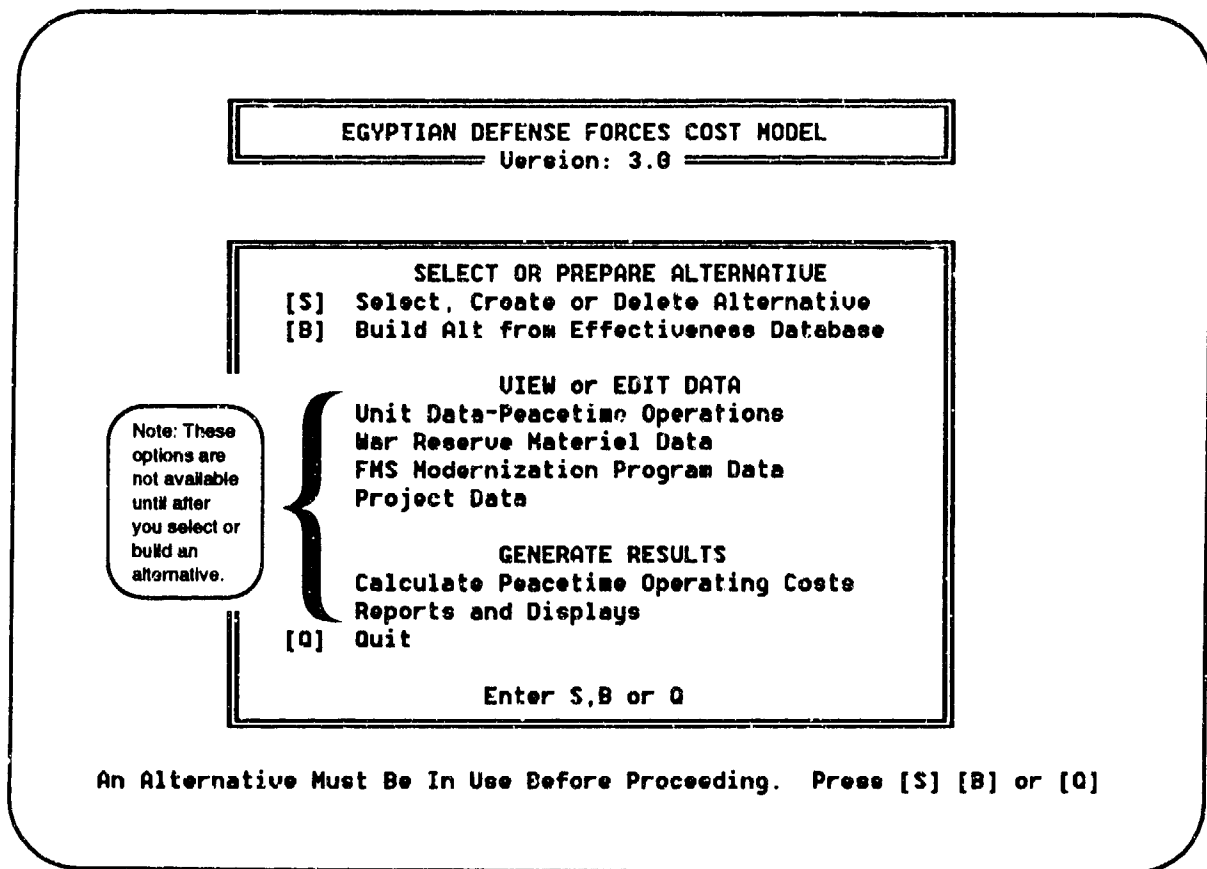 EGYPTIAN DEFENSE FORCES COST MODEL
Version: 3.0
SELECT OR PREPARE ALTERNATIVE
[S] Select, Create or Delete Alternative
[B] Build Alt from Effectiveness Database
VIEW or EDIT DATA
Unit Data-Peacetime Operations
War Reserve Materiel Data
FMS Modernization Program Data
Project Data
Note: These
options are
not available
until after
you select or
build an
alternative.
GENERATE RESULTS
Calculate Peacetime Operating Costs
Reports and Displays
[Q] Quit
Enter S,B or Q
An Alternative Must Be In Use Before Proceeding. Press [S] [B] or [Q]